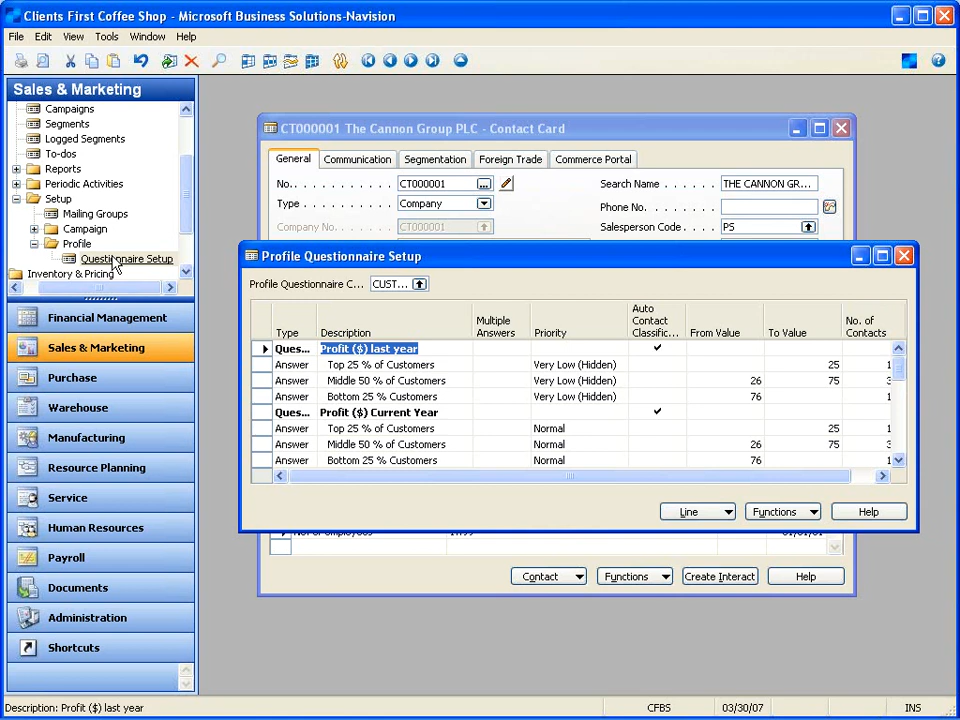 Clients First Coffee Shop - Microsoft Business Solutions-Navision
File Edit View Tools Window Help
Sales & Marketing
Campaigns
Segments
Logged Segments
To-dos
Reports
Periodic Activities
Setup
Mailing Groups
Campaign
Profile
Questionnaire Setup
Inventory & Pricing
Financial Management
Sales & Marketing
Purchase
Warehouse
Manufacturing
Resource Planning
Service
Human Resources
Payroll
Documents
Administration
Shortcuts
CT000001 The Cannon Group PLC - Contact Card
General Communication Segmentation Foreign Trade Commerce Portal
No. CT000001 Search Name THE CANNON GR...
Type Company Phone No.
Company No. CT000001 Salesperson Code PS
Profile Questionnaire Setup
Profile Questionnaire C... CUST...
Type Description Multiple Answers Priority Auto Contact Classific... From Value To Value No. of Contacts
Ques... Profit ($) last year
Answer Top 25 % of Customers Very Low (Hidden) 25 1
Answer Middle 50 % of Customers Very Low (Hidden) 26 75 3
Answer Bottom 25 % of Customers Very Low (Hidden) 76 1
Ques... Profit ($) Current Year
Answer Top 25 % of Customers Normal 25 1
Answer Middle 50 % of Customers Normal 26 75 3
Answer Bottom 25 % of Customers Normal 76 1
Line Functions Help
Contact Functions Create Interact Help
Description: Profit ($) last year CFBS 03/30/07 INS